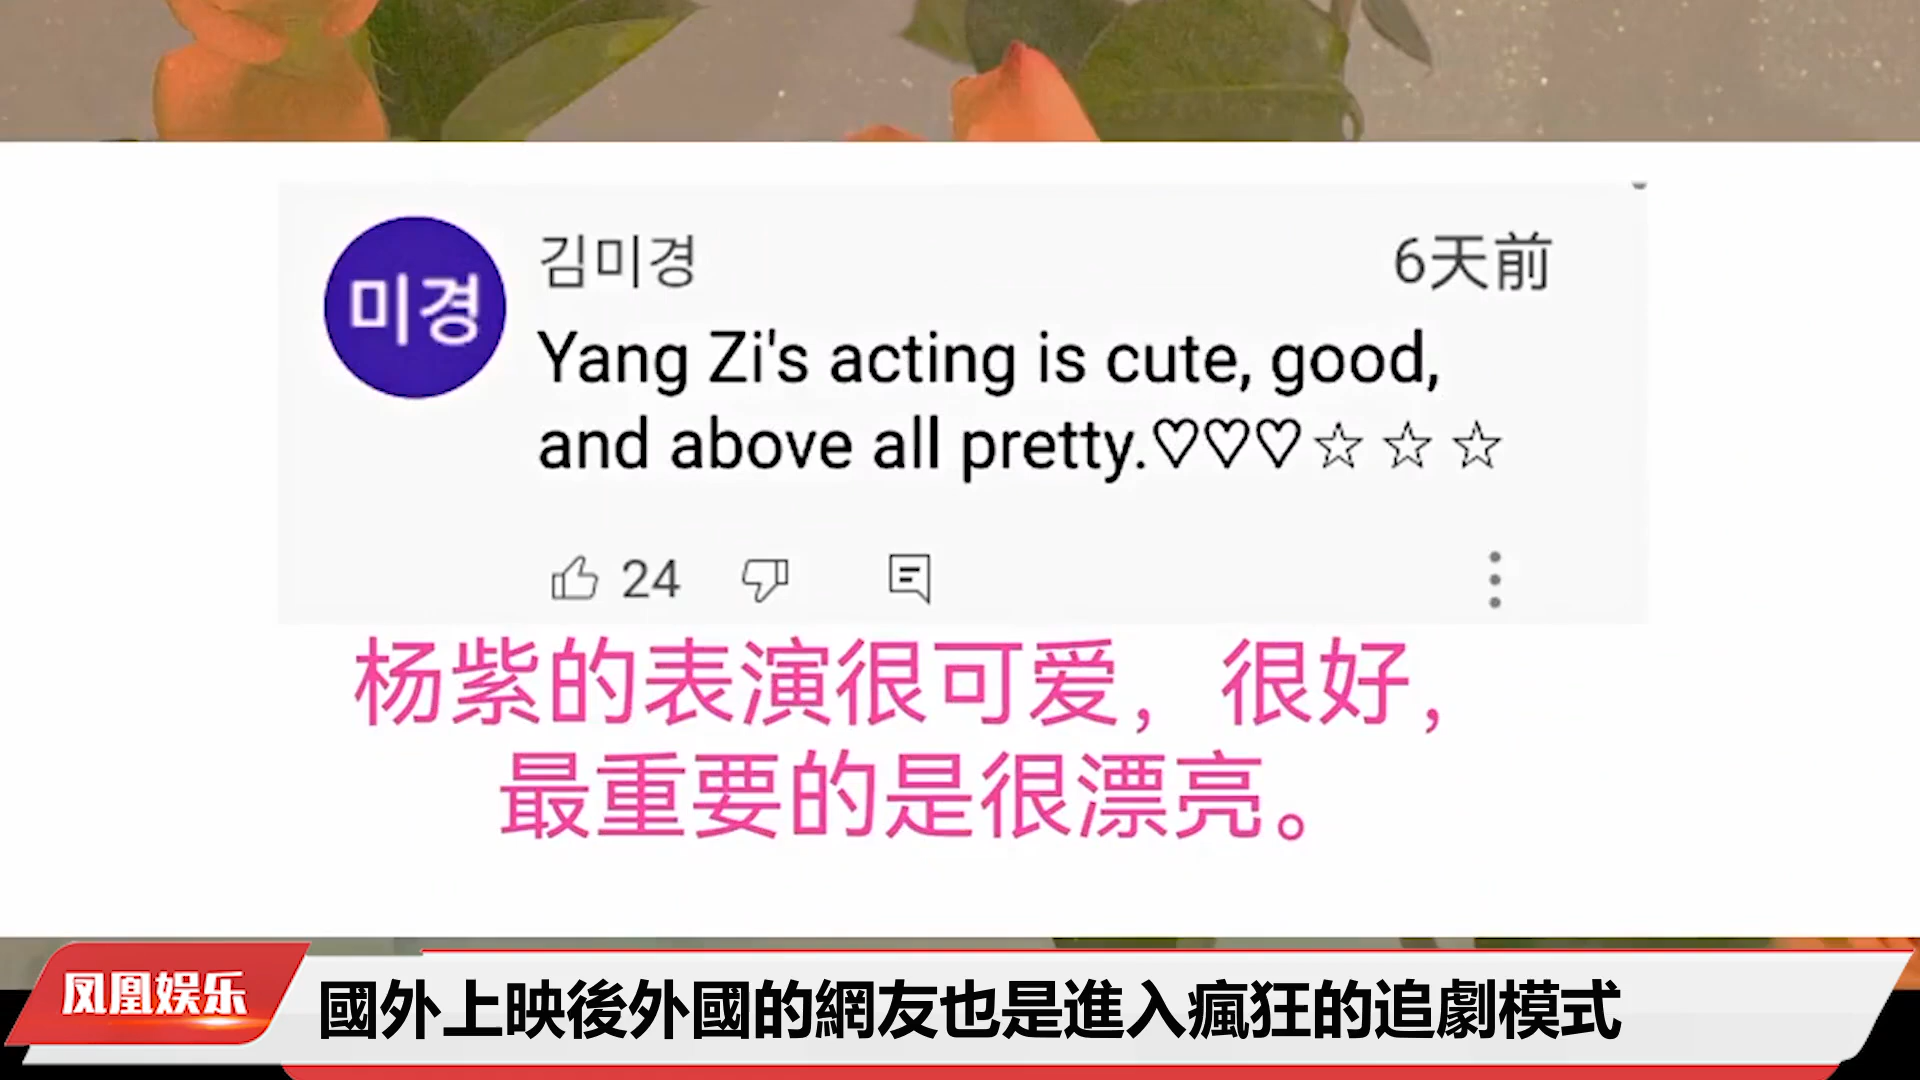 미경
김미경
6天前
Yang Zi's acting is cute, good,
and above all pretty.♡♡♡☆ ☆ ☆
24
杨紫的表演很可爱，很好，
最重要的是很漂亮。
凤凰娱乐
國外上映後外國的網友也是進入瘋狂的追劇模式